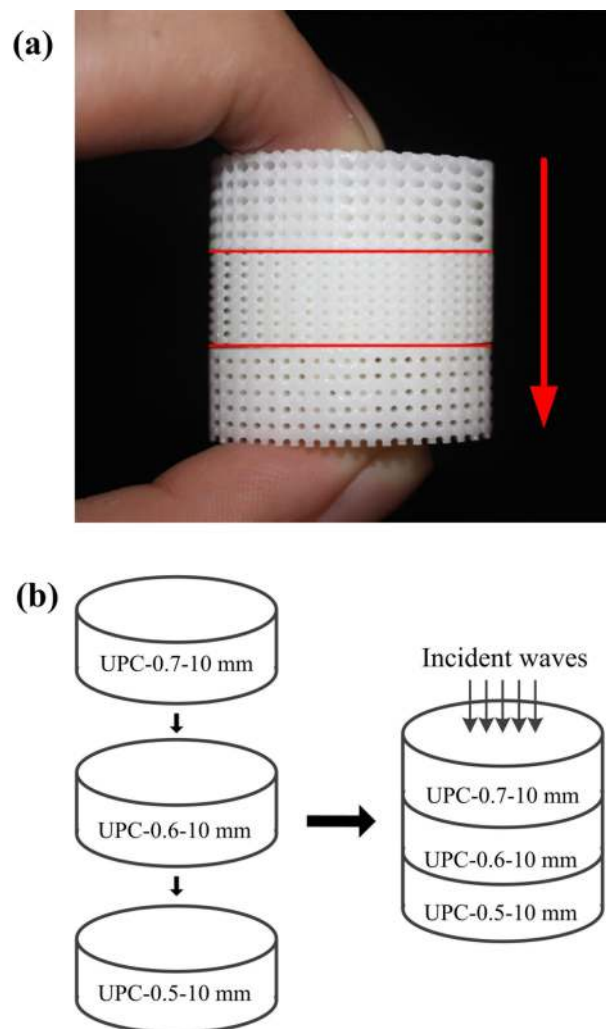 (a)
(b)
UPC-0.7-10 mm
UPC-0.6-10 mm
UPC-0.5-10 mm
Incident waves
UPC-0.7-10 mm
UPC-0.6-10 mm
UPC-0.5-10 mm